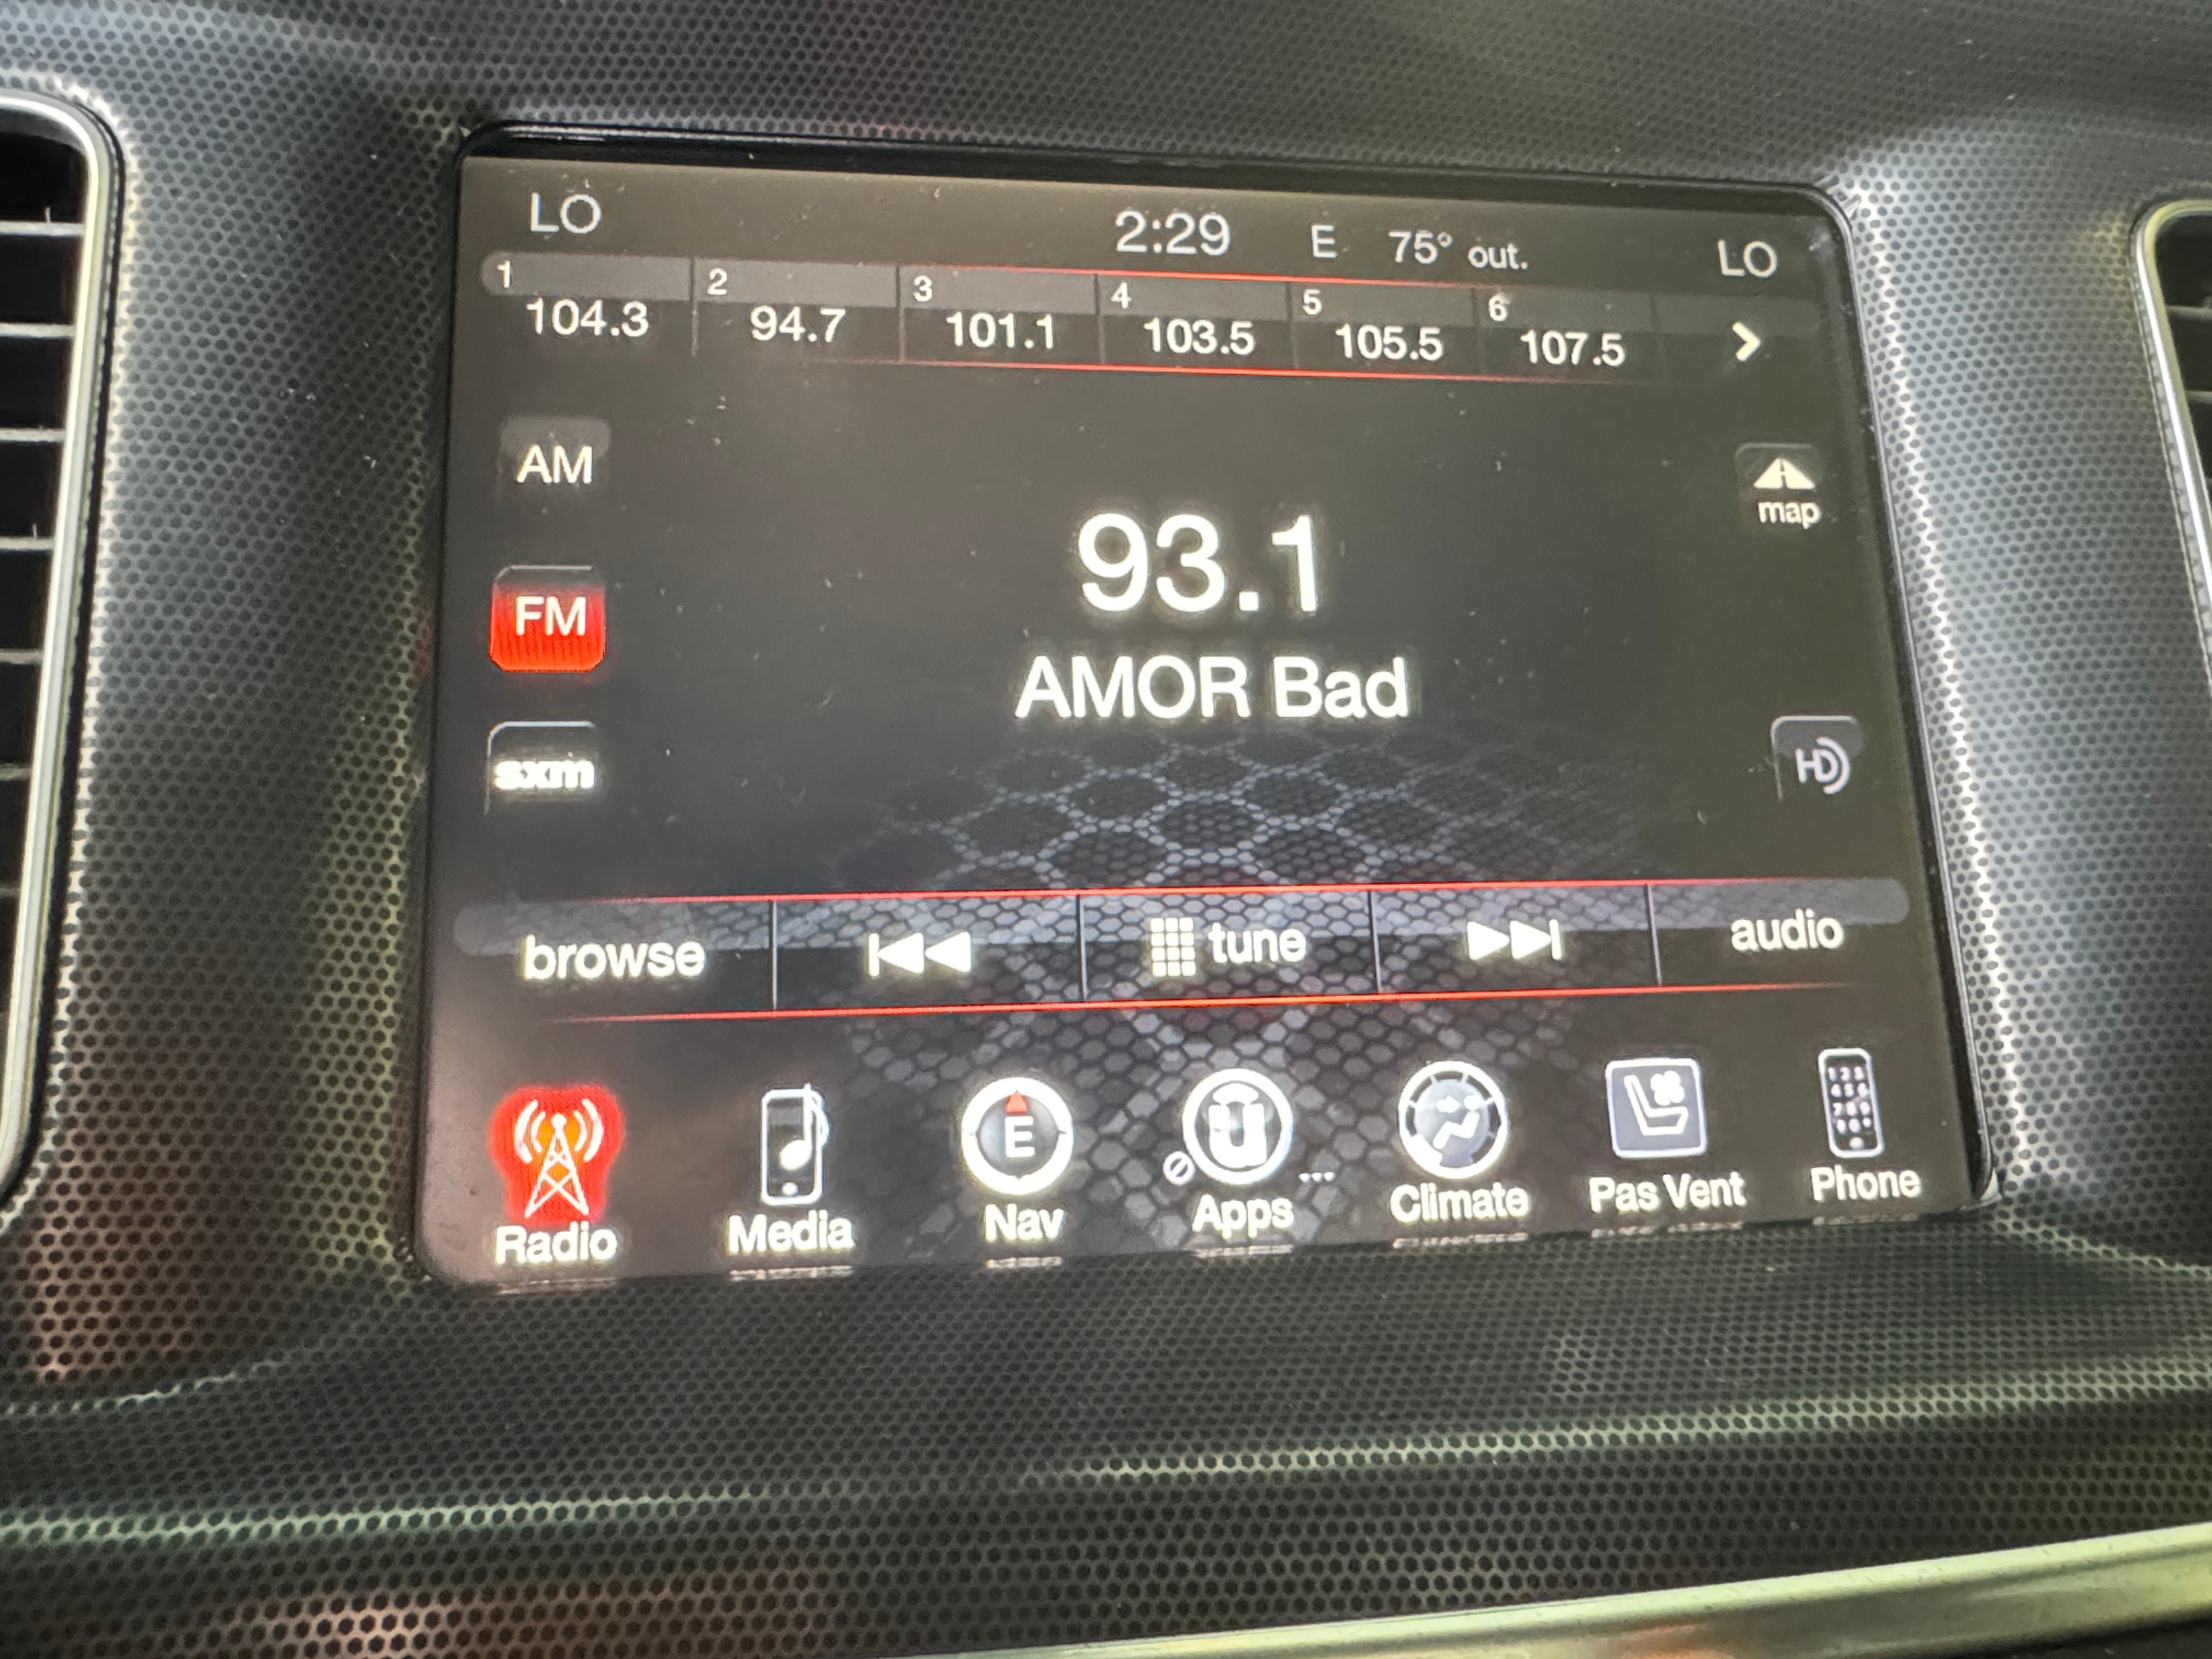 LO 2:29 E 75° out. LO
1 2 3 4 5 6
104.3 94.7 101.1 103.5 105.5 107.5
AM
map
93.1
FM
AMOR Bad
sxm
HD
browse tune audio
E
Radio Media Nav Apps ... Climate Pas Vent Phone